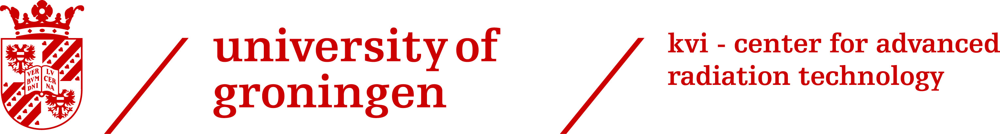 VER
BVM
DNI
LV
CER
NA
university of
groningen
kvi - center for advanced
radiation technology